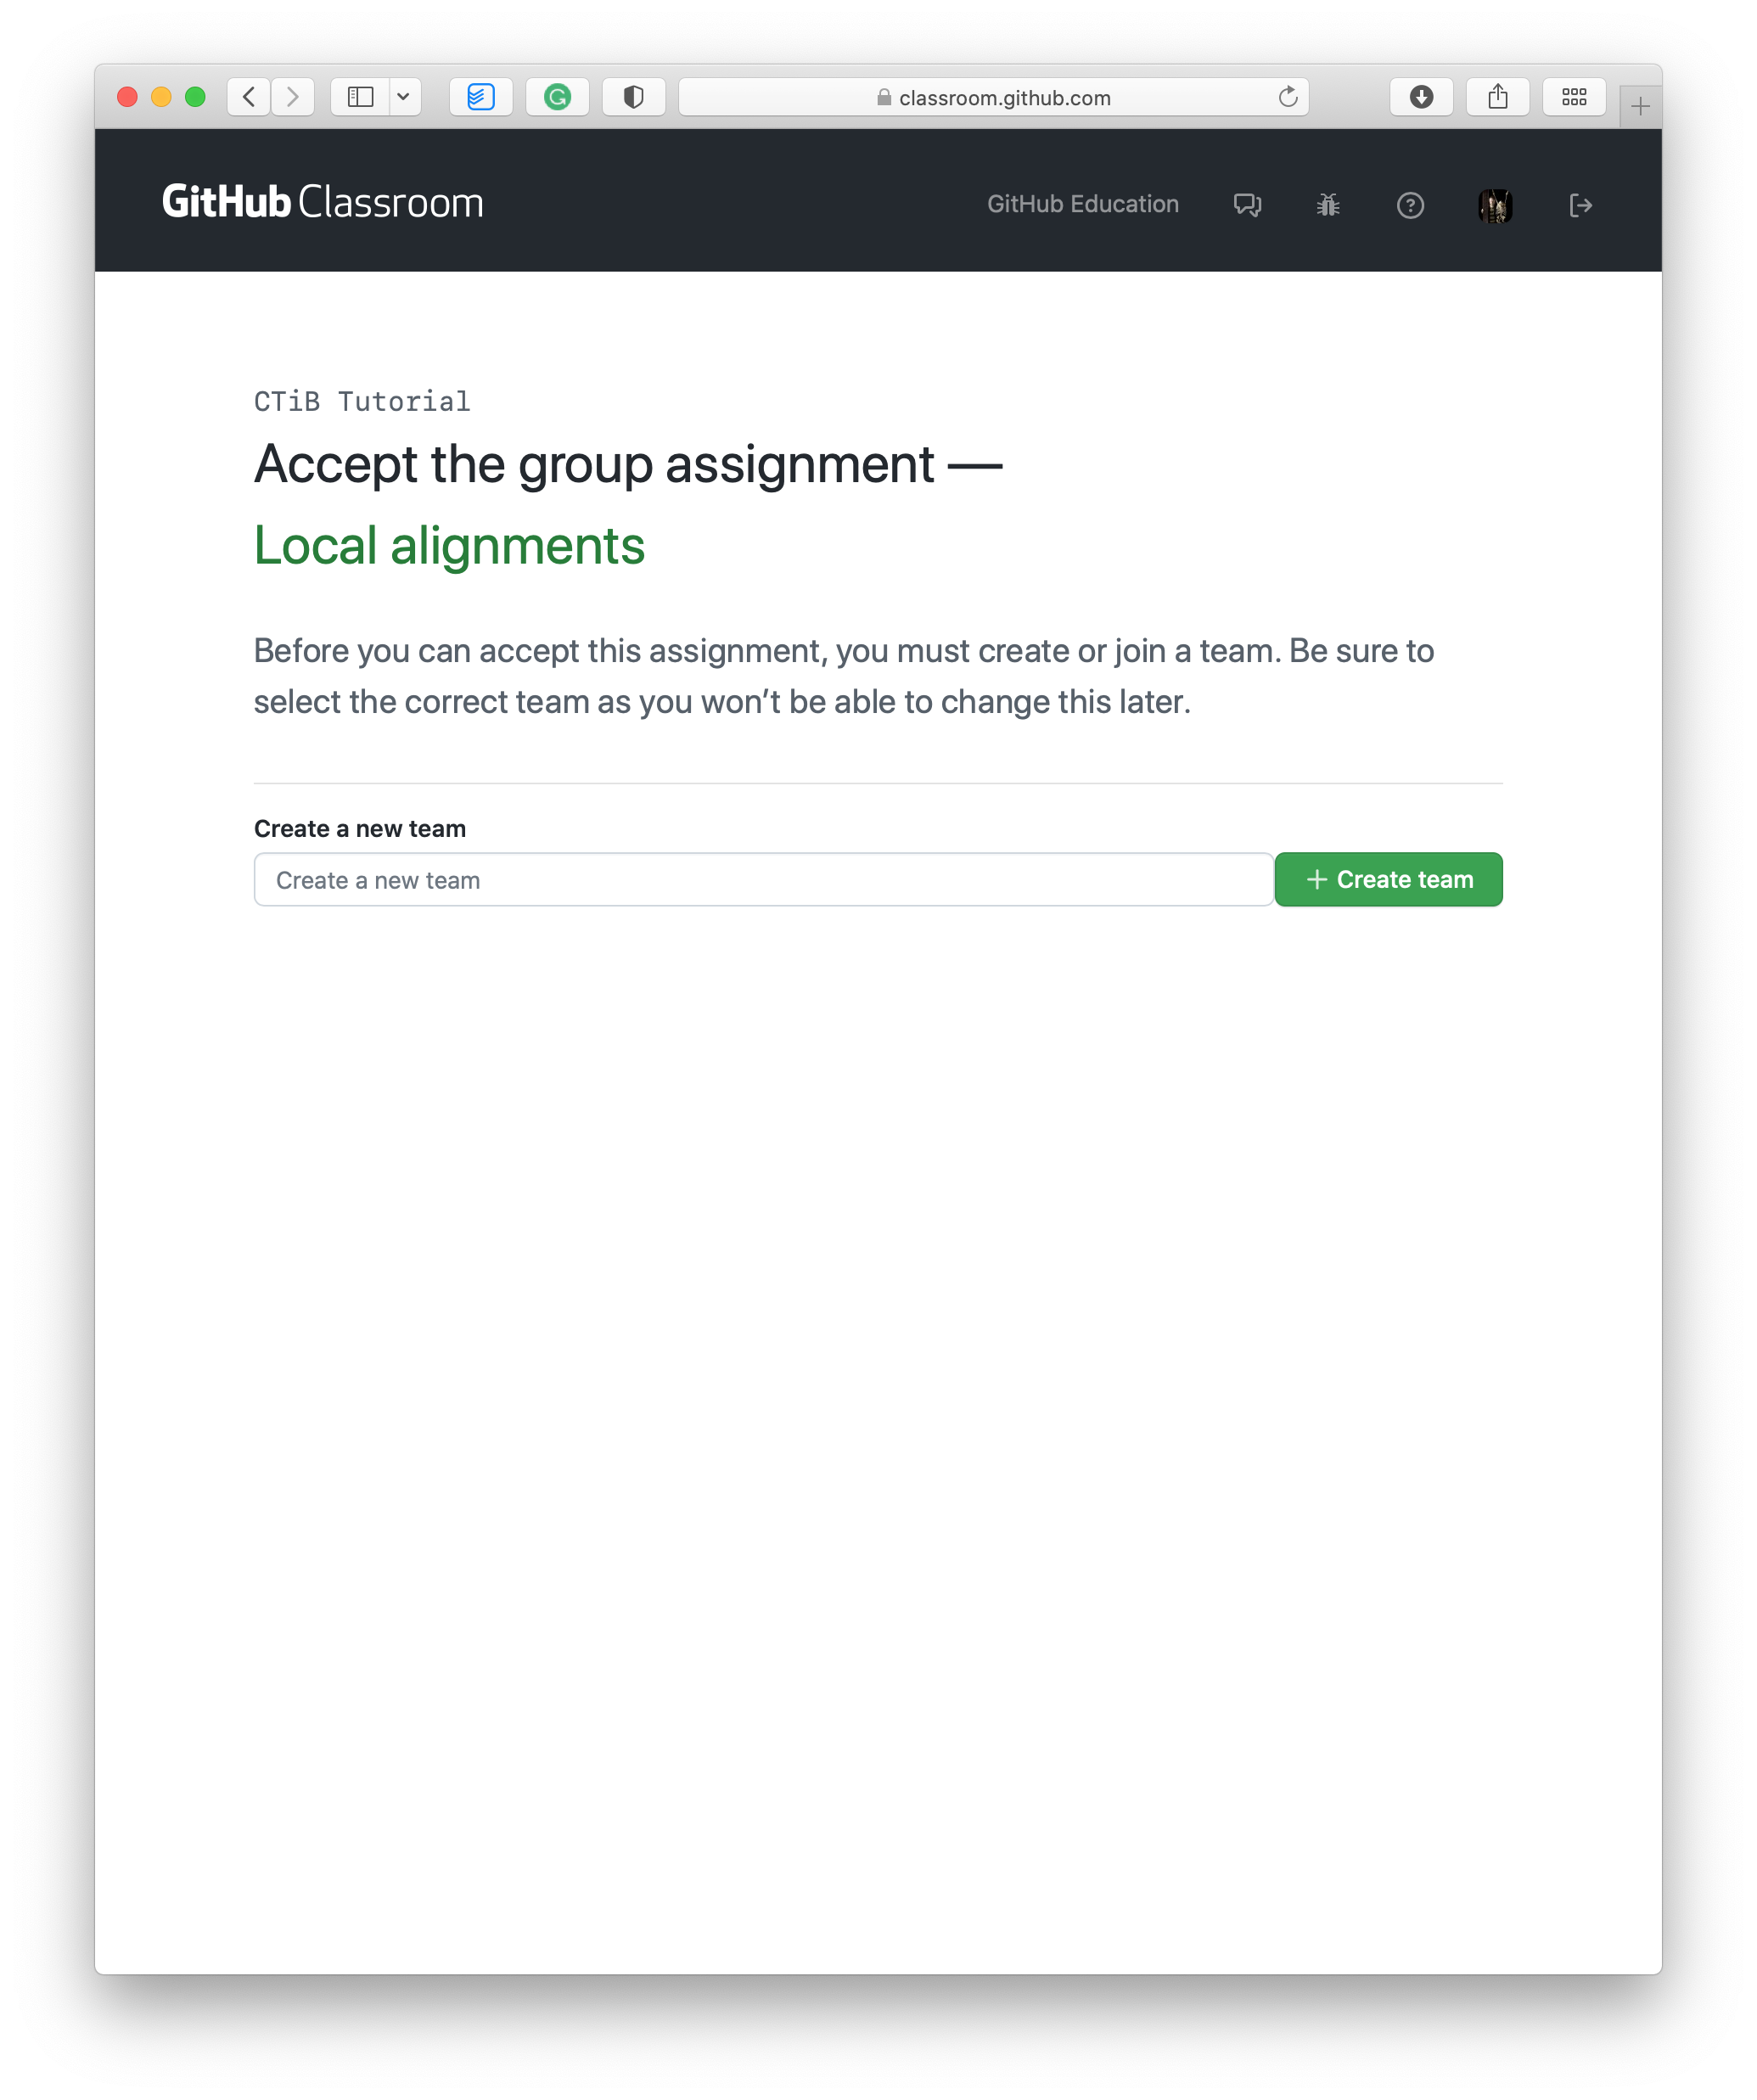 classroom.github.com
GitHub Classroom
GitHub Education
CTiB Tutorial
Accept the group assignment —
Local alignments
Before you can accept this assignment, you must create or join a team. Be sure to
select the correct team as you won’t be able to change this later.
Create a new team
Create a new team
Create team